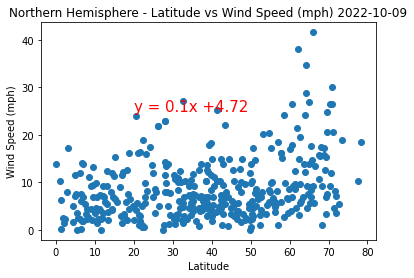 Northern Hemisphere - Latitude vs Wind Speed (mph) 2022-10-09
40
30
y = 0.1x +4.72
20
10
0
Wind Speed (mph)
0 10 20 30 40 50 60 70 80
Latitude